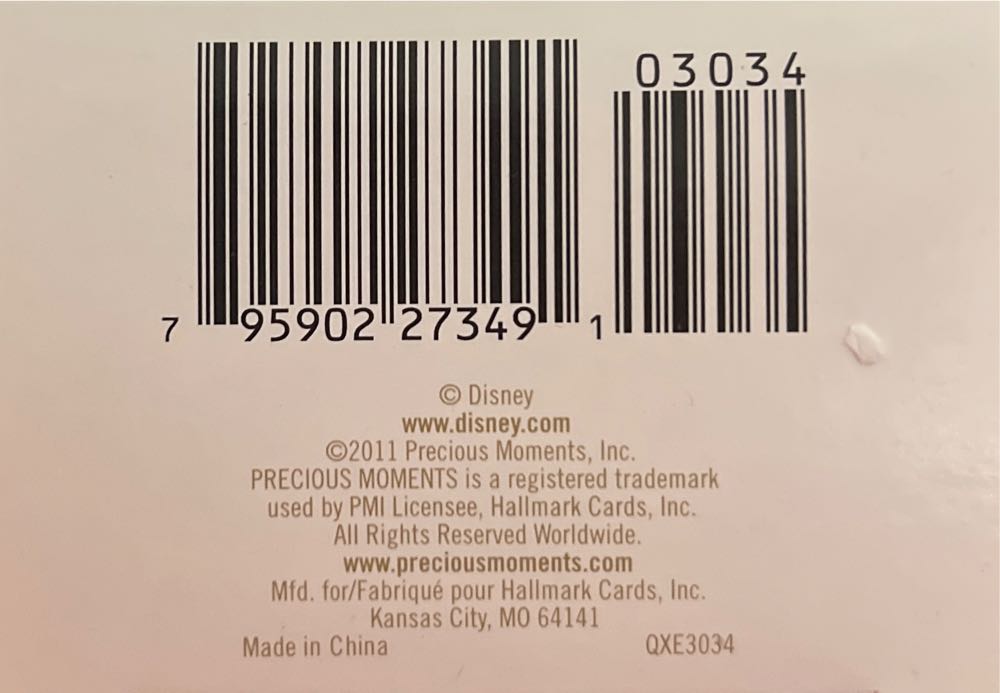 03034
7 95902 27349 1
© Disney
www.disney.com
©2011 Precious Moments, Inc.
PRECIOUS MOMENTS is a registered trademark
used by PMI Licensee, Hallmark Cards, Inc.
All Rights Reserved Worldwide.
www.preciousmoments.com
Mfd. for/Fabriqué pour Hallmark Cards, Inc.
Kansas City, MO 64141
Made in China QXE3034